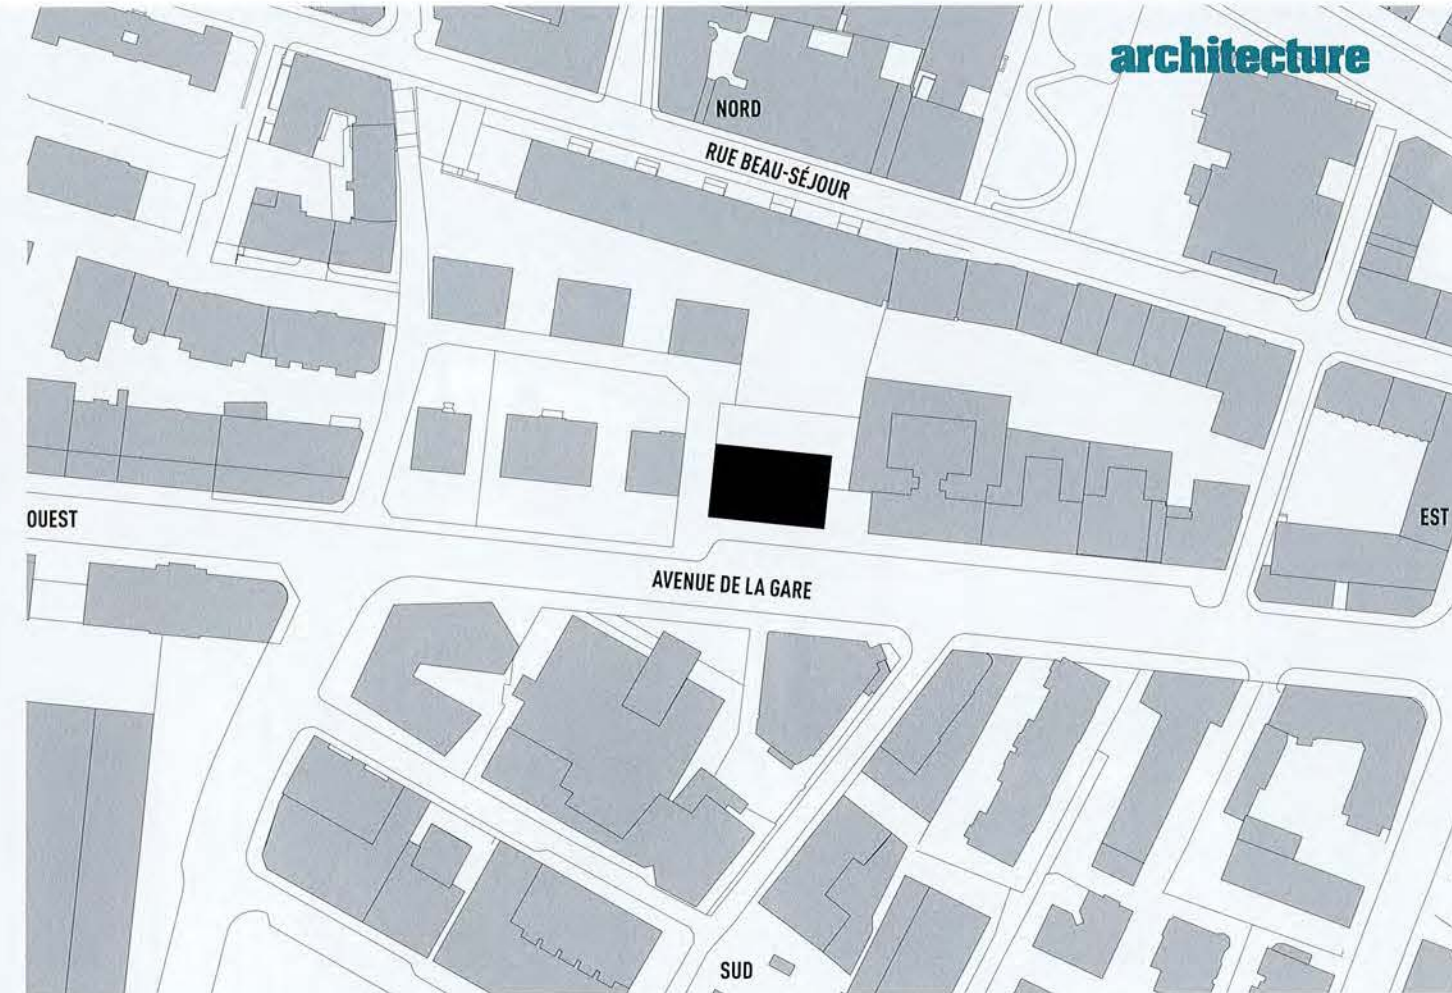 architecture
NORD
RUE BEAU-SÉJOUR
OUEST
EST
AVENUE DE LA GARE
SUD